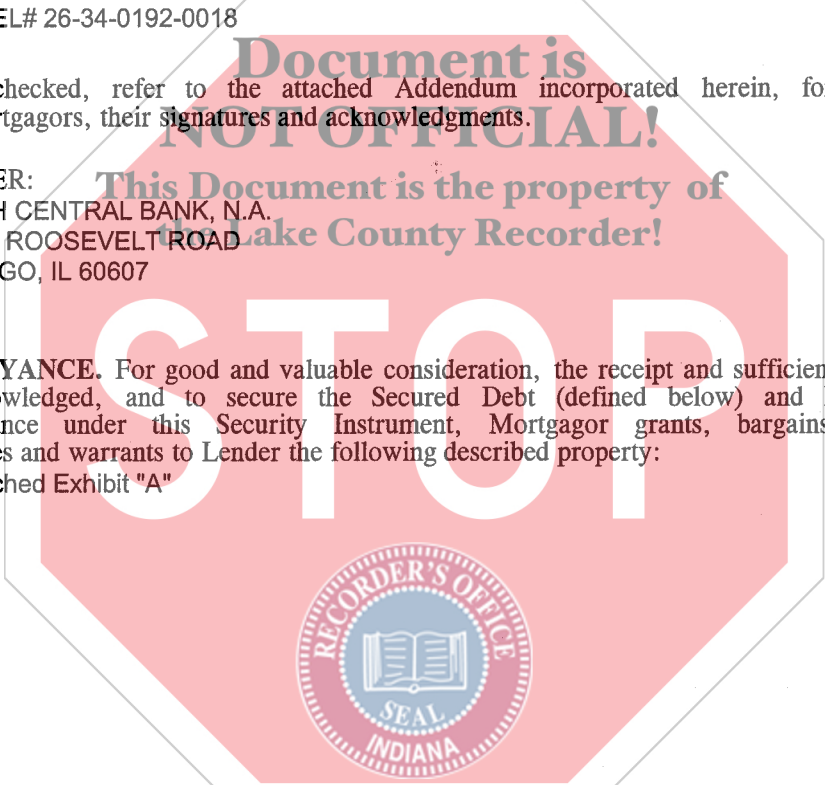 EL# 26-34-0192-0018
Document is
checked, refer to the attached Addendum incorporated herein, fo
tgagors, their signatures and acknowledgments.
NOT OFFICIAL!
ER:
This Document is the property of
H CENTRAL BANK, N.A.
ROOSEVELT ROAD
the Lake County Recorder!
GO, IL 60607
STOP
YANCE. For good and valuable consideration, the receipt and sufficien
wledged, and to secure the Secured Debt (defined below) and
nce under this Security Instrument, Mortgagor grants, bargains
s and warrants to Lender the following described property:
ched Exhibit "A"
RECORDER'S OFFICE
SEAL
INDIANA